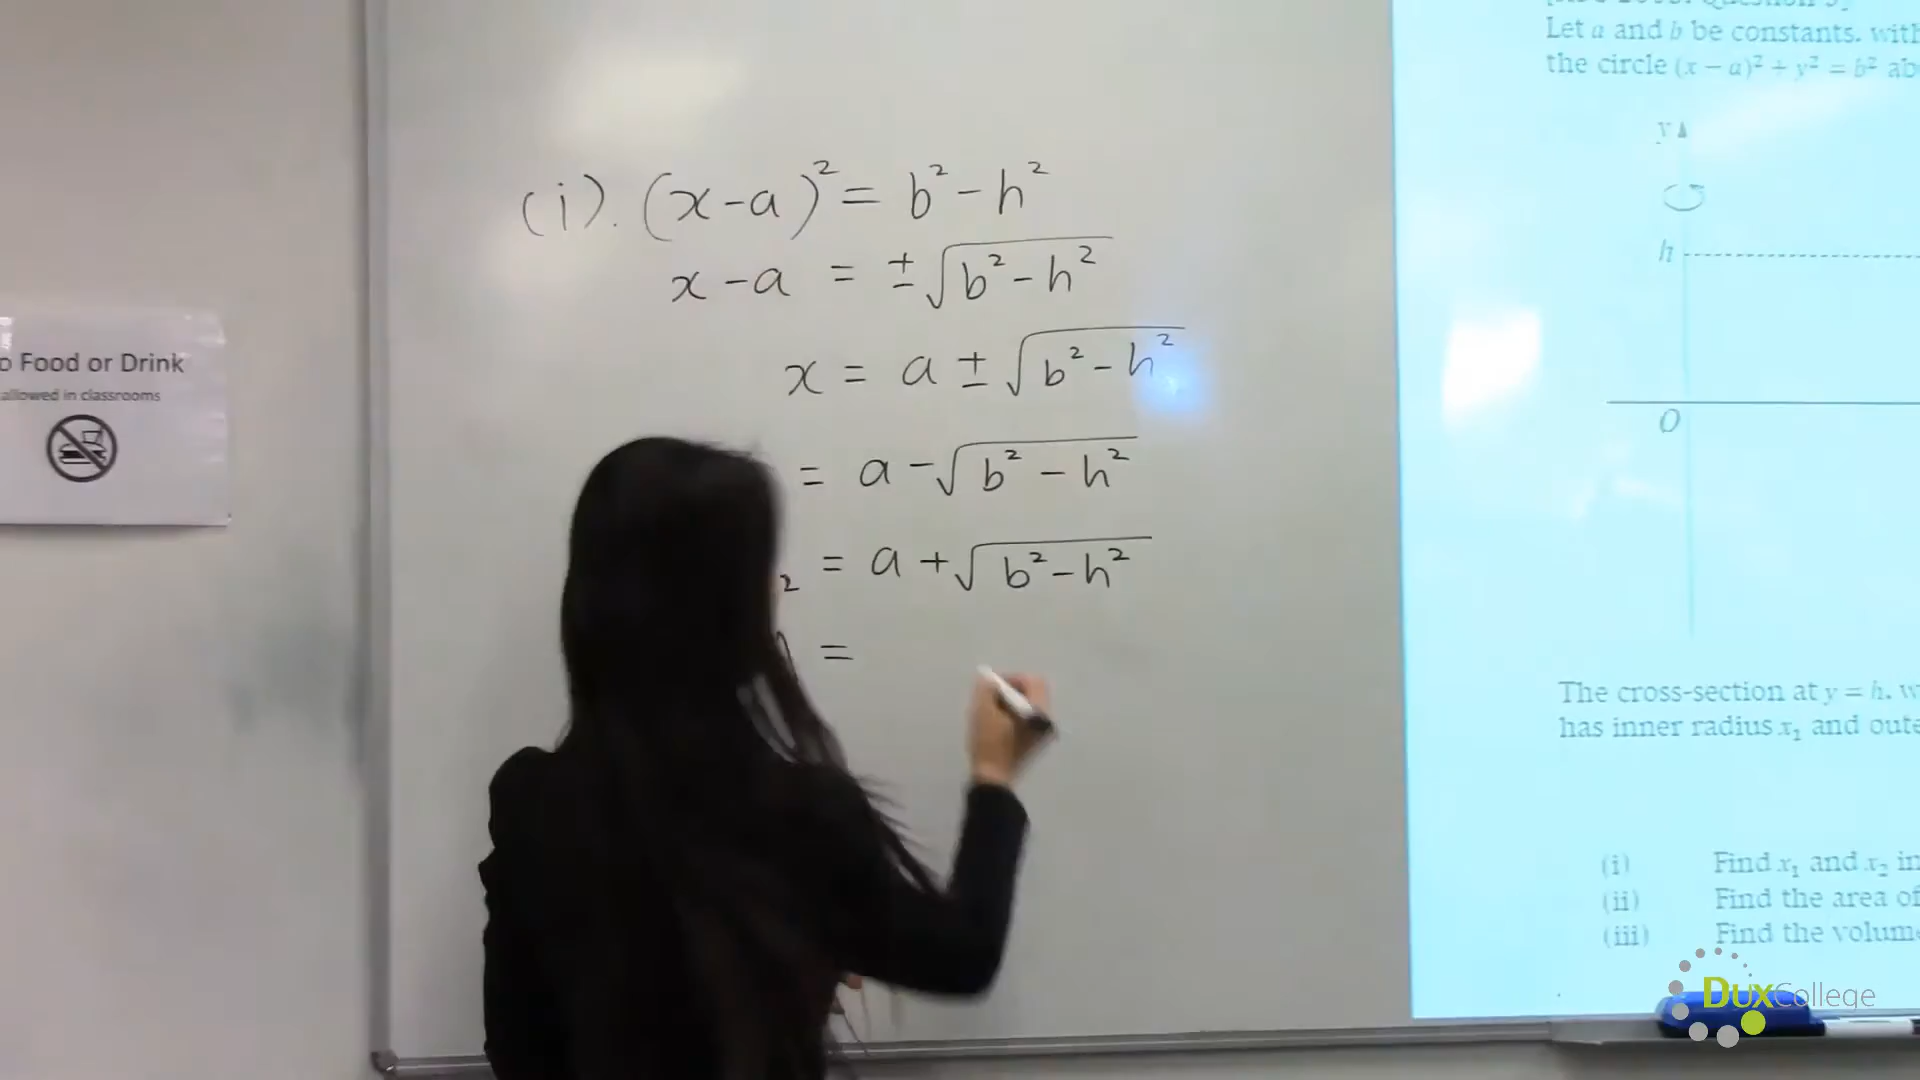 o Food or Drink
allowed in classrooms
(i). (x-a)² = b² - h²
x - a = ±√b² - h²
x = a ± √b² - h²
= a - √b² - h²
₂ = a + √b² - h²
=
Let a and b be constants, with
the circle (x − a)² + y² = b² ab
y
h
O
The cross-section at y = h, w
has inner radius x₁ and oute
(i) Find x₁ and x₂ in
(ii) Find the area of
(iii) Find the volume
DuxCollege